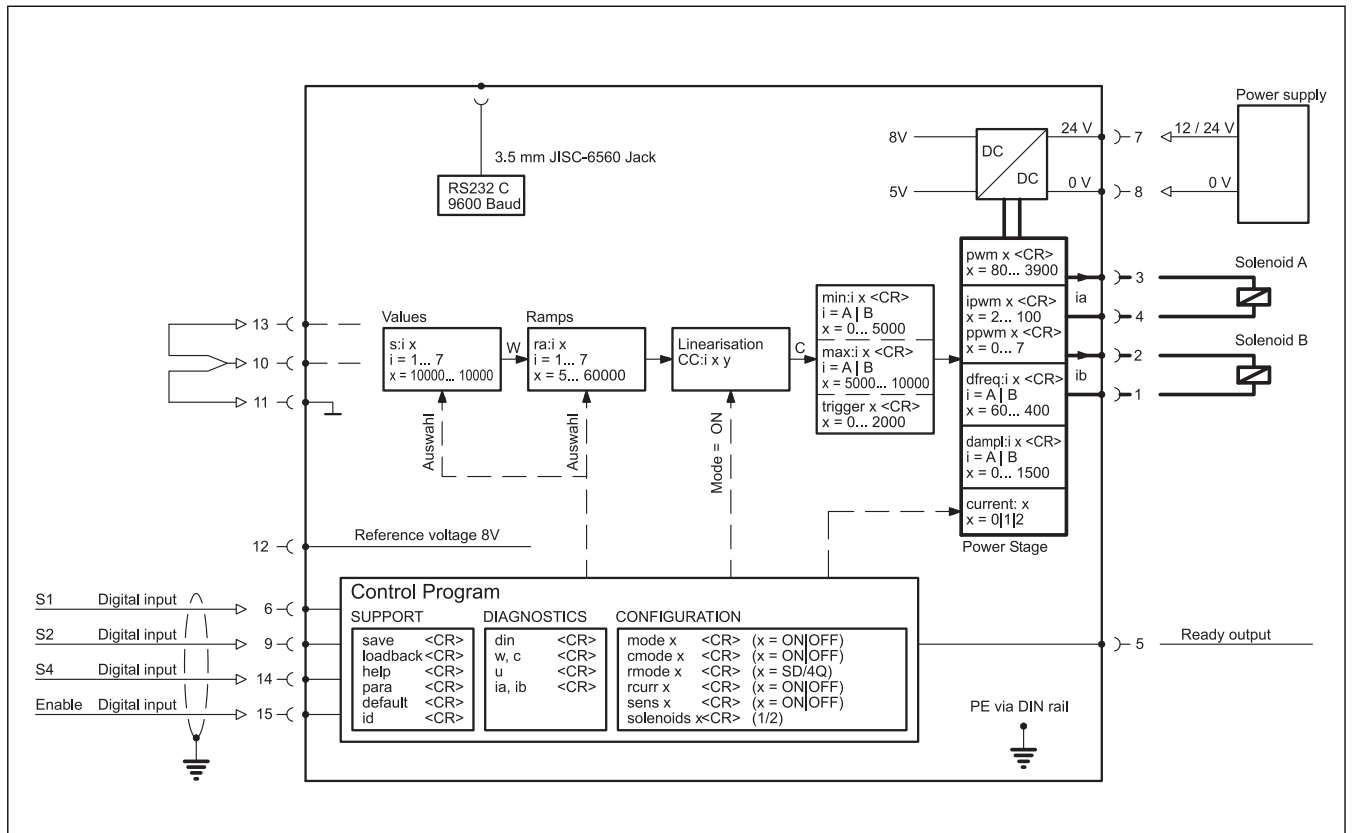 Power supply
12 / 24 V
0 V
24 V
7
0 V
8
8V
5V
DC
DC
3.5 mm JISC-6560 Jack
RS232 C
9600 Baud
Solenoid A
3
ia
4
Solenoid B
2
ib
1
pwm x <CR>
x = 80... 3900
ipwm x <CR>
x = 2... 100
ppwm x <CR>
x = 0... 7
dfreq:i x <CR>
i = A | B
x = 60... 400
dampl:i x <CR>
i = A | B
x = 0... 1500
current: x
x = 0|1|2
Power Stage
13
10
11
Values
s:i x
i = 1... 7
x = 10000... 10000
W
Ramps
ra:i x
i = 1... 7
x = 5... 60000
Linearisation
CC:i x y
C
min:i x <CR>
i = A | B
x = 0... 5000
max:i x <CR>
i = A | B
x = 5000... 10000
trigger x <CR>
x = 0... 2000
Auswahl
Auswahl
Mode = ON
12
Reference voltage 8V
S1 Digital input 6
S2 Digital input 9
S4 Digital input 14
Enable Digital input 15
Control Program
SUPPORT
save <CR>
loadback <CR>
help <CR>
para <CR>
default <CR>
id <CR>
DIAGNOSTICS
din <CR>
w, c <CR>
u <CR>
ia, ib <CR>
CONFIGURATION
mode x <CR> (x = ON|OFF)
cmode x <CR> (x = ON|OFF)
rmode x <CR> (x = SD/4Q)
rcurr x <CR> (x = ON|OFF)
sens x <CR> (x = ON|OFF)
solenoids x<CR> (1/2)
5
Ready output
PE via DIN rail